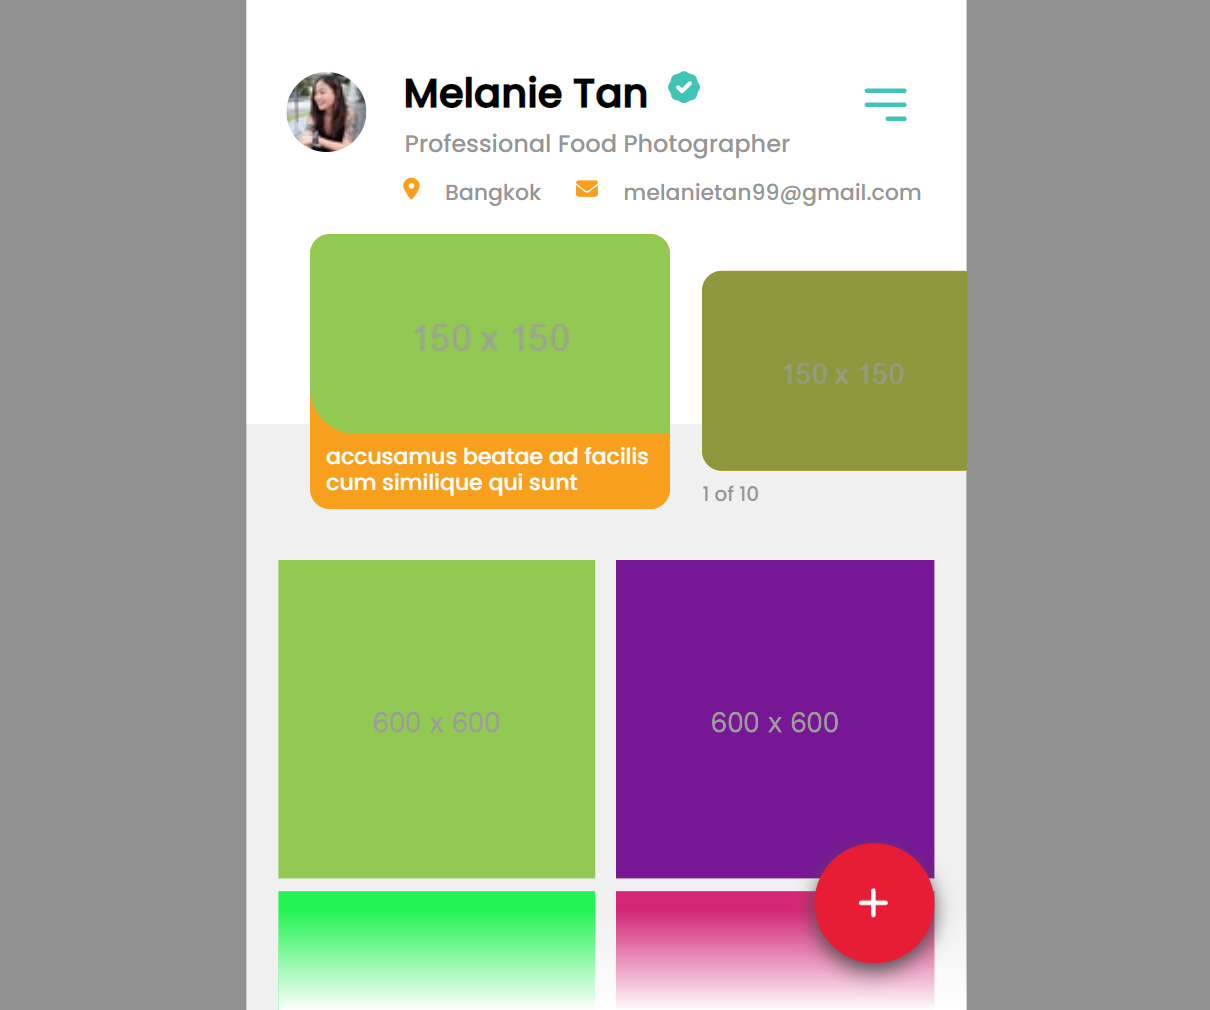 Melanie Tan
Professional Food Photographer
Bangkok melanietan99@gmail.com
150 x 150
150 x 150
accusamus beatae ad facilis
cum similique qui sunt
1 of 10
600 x 600
600 x 600